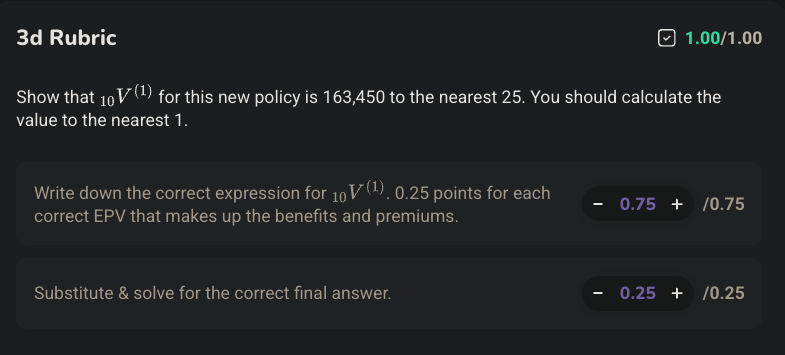 3d Rubric
1.00/1.00
Show that ₁₀V⁽¹⁾ for this new policy is 163,450 to the nearest 25. You should calculate the
value to the nearest 1.
Write down the correct expression for ₁₀V⁽¹⁾. 0.25 points for each
correct EPV that makes up the benefits and premiums.
− 0.75 + /0.75
Substitute & solve for the correct final answer.
− 0.25 + /0.25